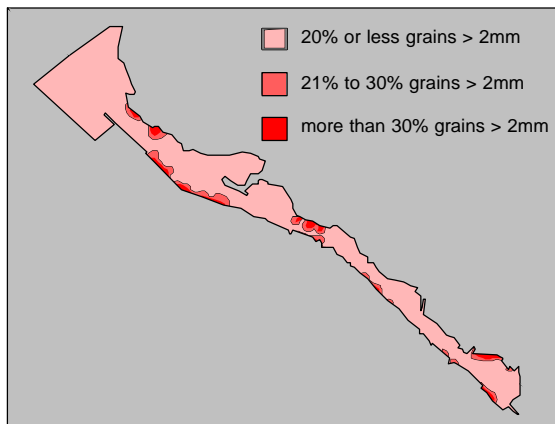 20% or less grains > 2mm
21% to 30% grains > 2mm
more than 30% grains > 2mm